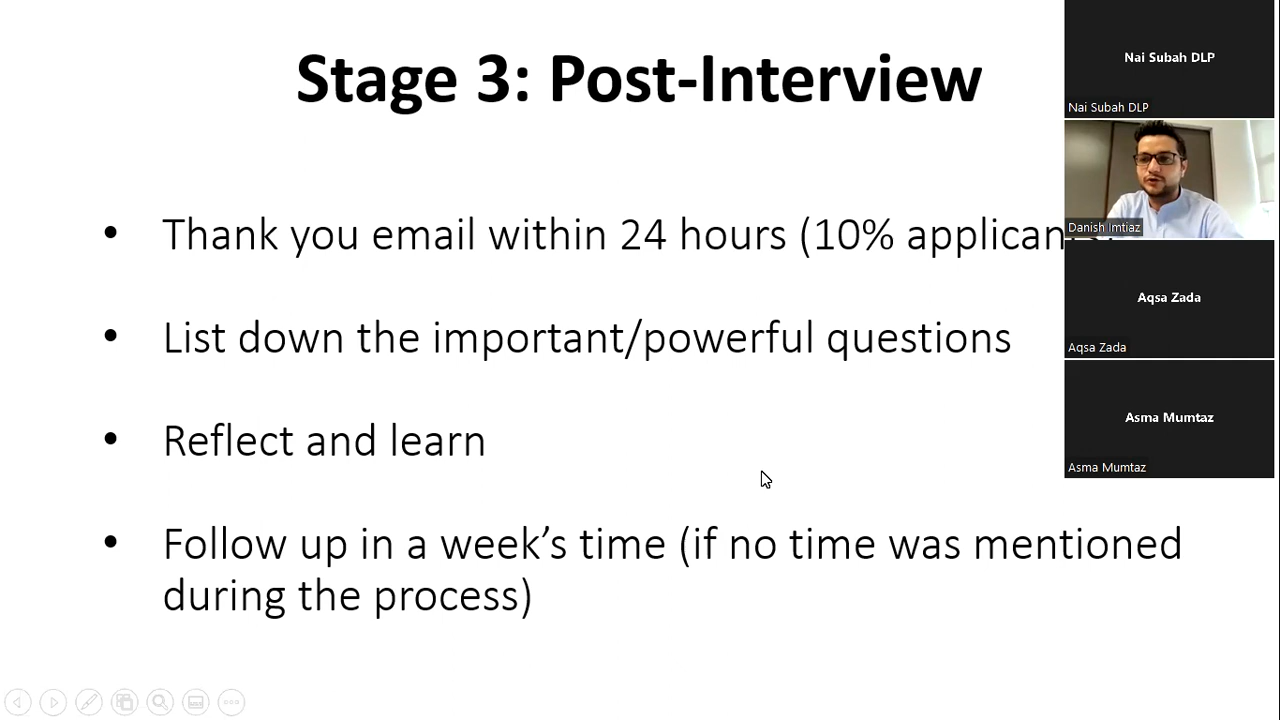 Stage 3: Post-Interview
• Thank you email within 24 hours (10% applicants)
• List down the important/powerful questions
• Reflect and learn
• Follow up in a week’s time (if no time was mentioned
during the process)
Nai Subah DLP
Nai Subah DLP
Danish Imtiaz
Aqsa Zada
Aqsa Zada
Asma Mumtaz
Asma Mumtaz